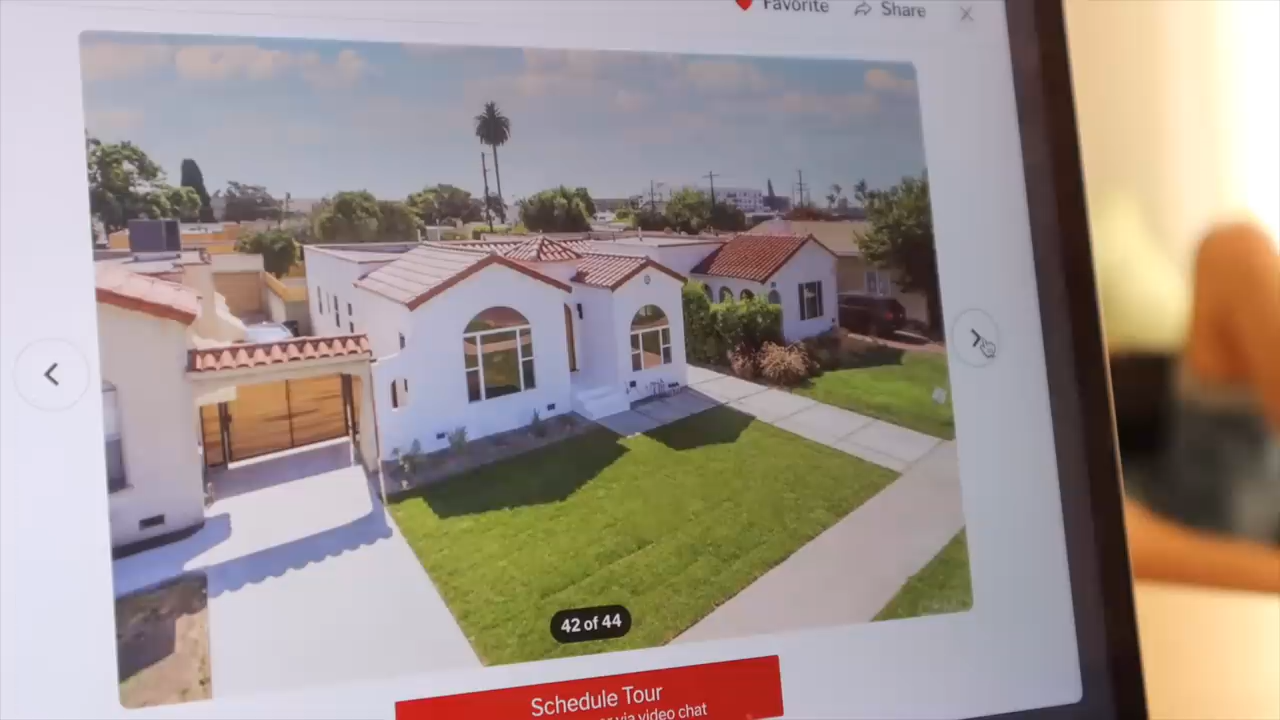 Favorite
Share
42 of 44
Schedule Tour
via video chat